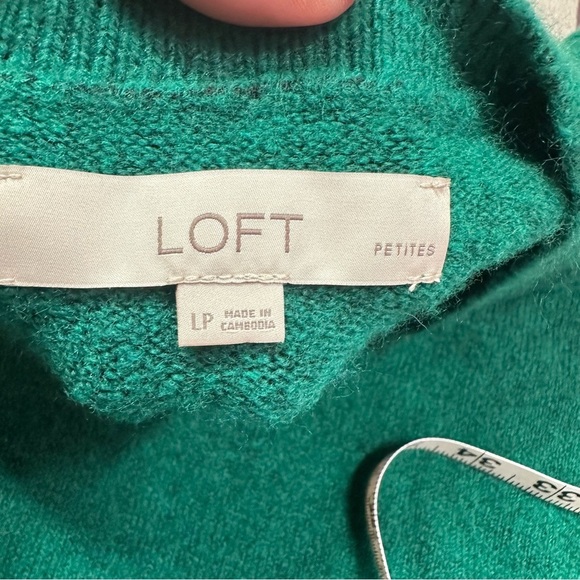 LOFT PETITES
LP MADE IN
CAMBODIA
34
33